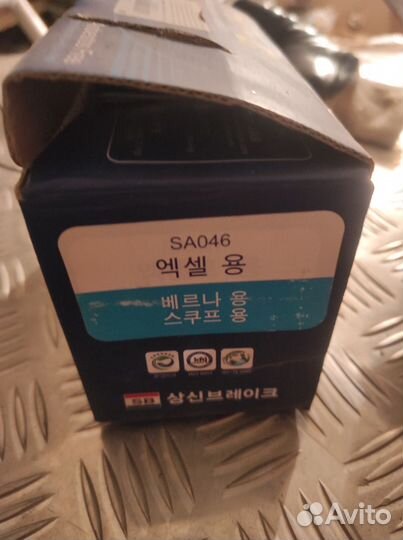 SA046
엑셀 용
베르나 용
스쿠프 용
SB 상신브레이크
Avito